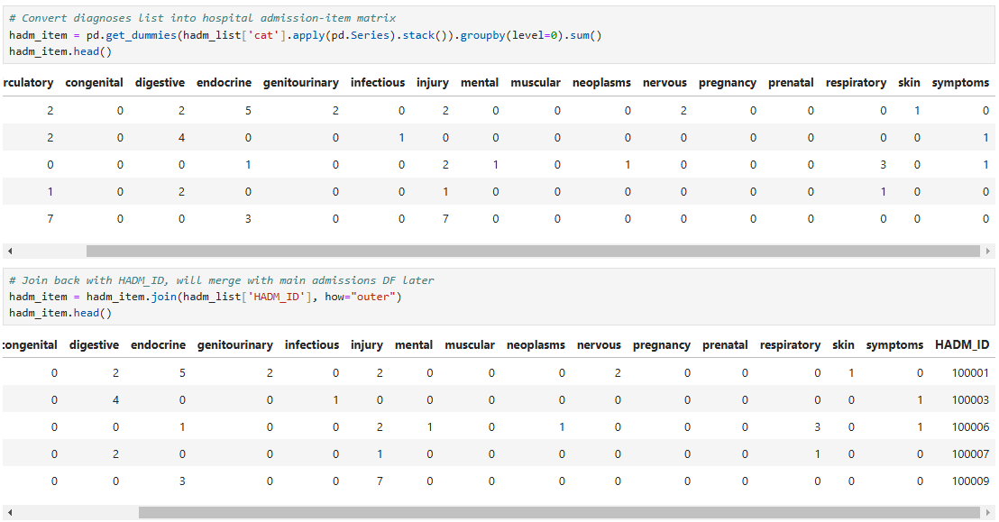 # Convert diagnoses list into hospital admission-item matrix
hadm_item = pd.get_dummies(hadm_list['cat'].apply(pd.Series).stack()).groupby(level=0).sum()
hadm_item.head()
rculatory congenital digestive endocrine genitourinary infectious injury mental muscular neoplasms nervous pregnancy prenatal respiratory skin symptoms
2 0 2 5 2 0 2 0 0 0 2 0 0 0 1 0
2 0 4 0 0 1 0 0 0 0 0 0 0 0 0 1
0 0 0 1 0 0 2 1 0 1 0 0 0 3 0 1
1 0 2 0 0 0 1 0 0 0 0 0 0 1 0 0
7 0 0 3 0 0 7 0 0 0 0 0 0 0 0 0
# Join back with HADM_ID, will merge with main admissions DF later
hadm_item = hadm_item.join(hadm_list['HADM_ID'], how="outer")
hadm_item.head()
congenital digestive endocrine genitourinary infectious injury mental muscular neoplasms nervous pregnancy prenatal respiratory skin symptoms HADM_ID
0 2 5 2 0 2 0 0 0 2 0 0 0 1 0 100001
0 4 0 0 1 0 0 0 0 0 0 0 0 0 1 100003
0 0 1 0 0 2 1 0 1 0 0 0 3 0 1 100006
0 2 0 0 0 1 0 0 0 0 0 0 1 0 0 100007
0 0 3 0 0 7 0 0 0 0 0 0 0 0 0 100009